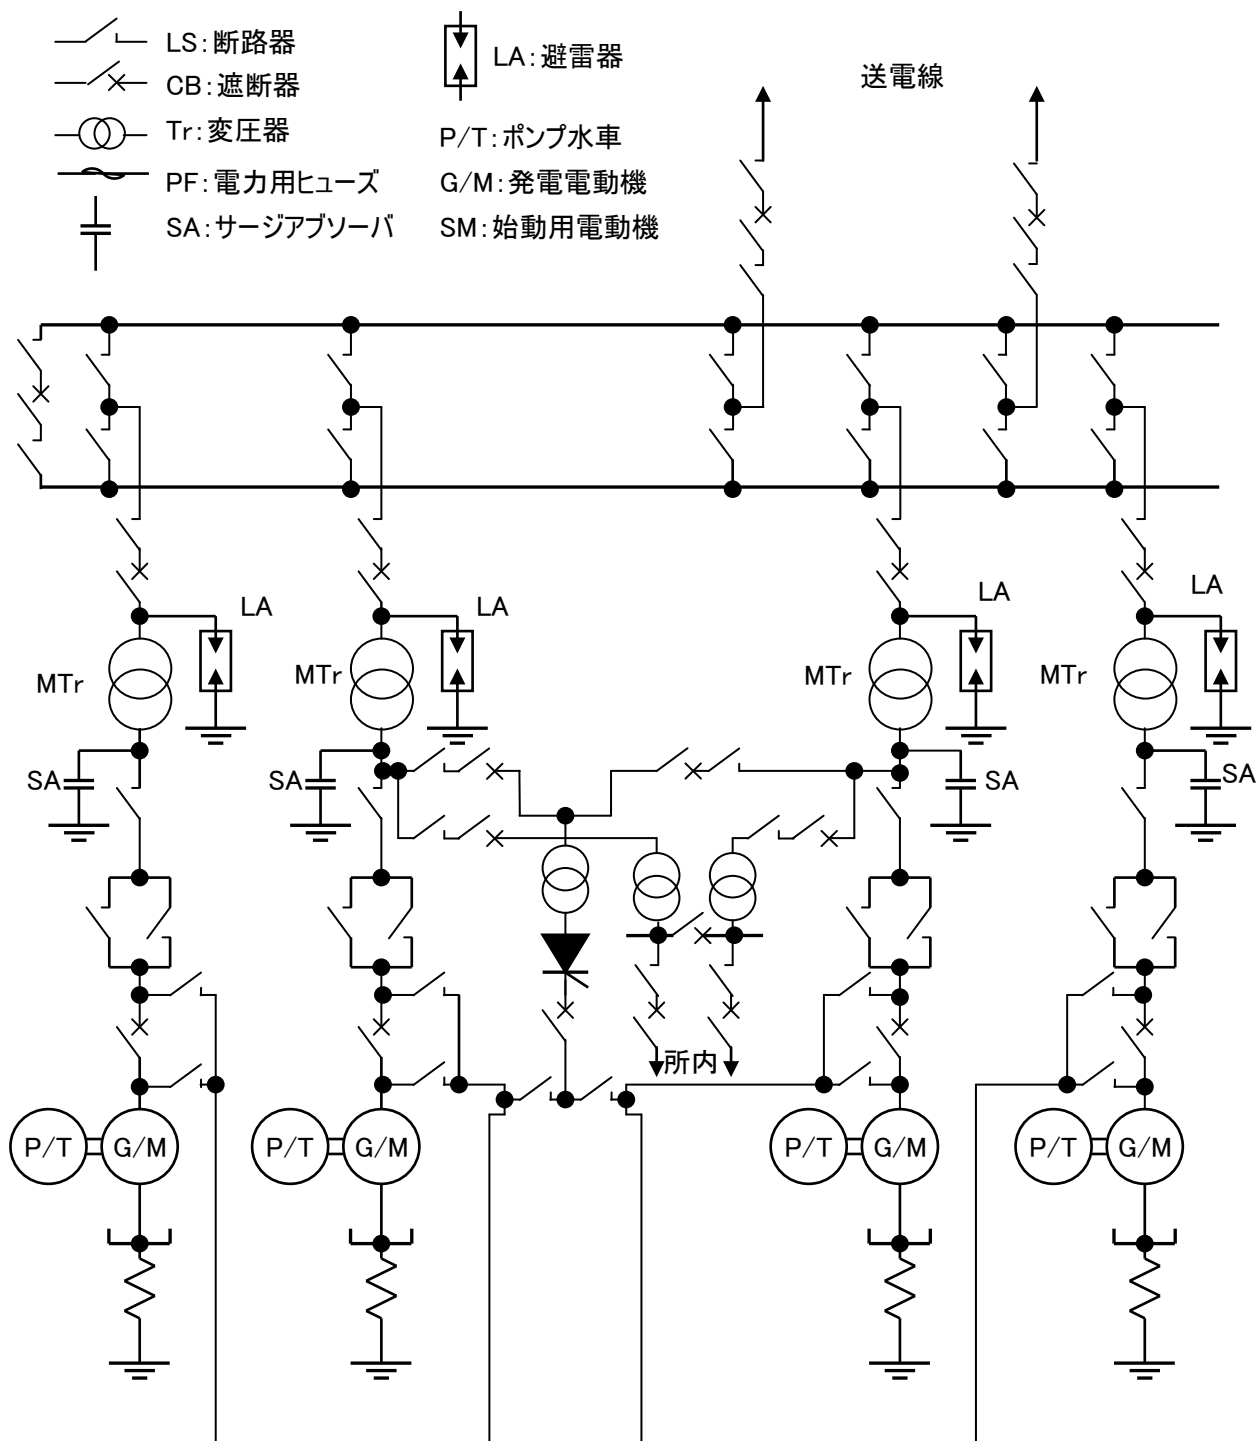 LS:断路器
CB:遮断器
Tr:変圧器
PF:電力用ヒューズ
SA:サージアブソーバ
LA:避雷器
P/T:ポンプ水車
G/M:発電電動機
SM:始動用電動機
送電線
LA
LA
LA
LA
MTr
MTr
MTr
MTr
SA
SA
SA
SA
所内
P/T
G/M
P/T
G/M
P/T
G/M
P/T
G/M